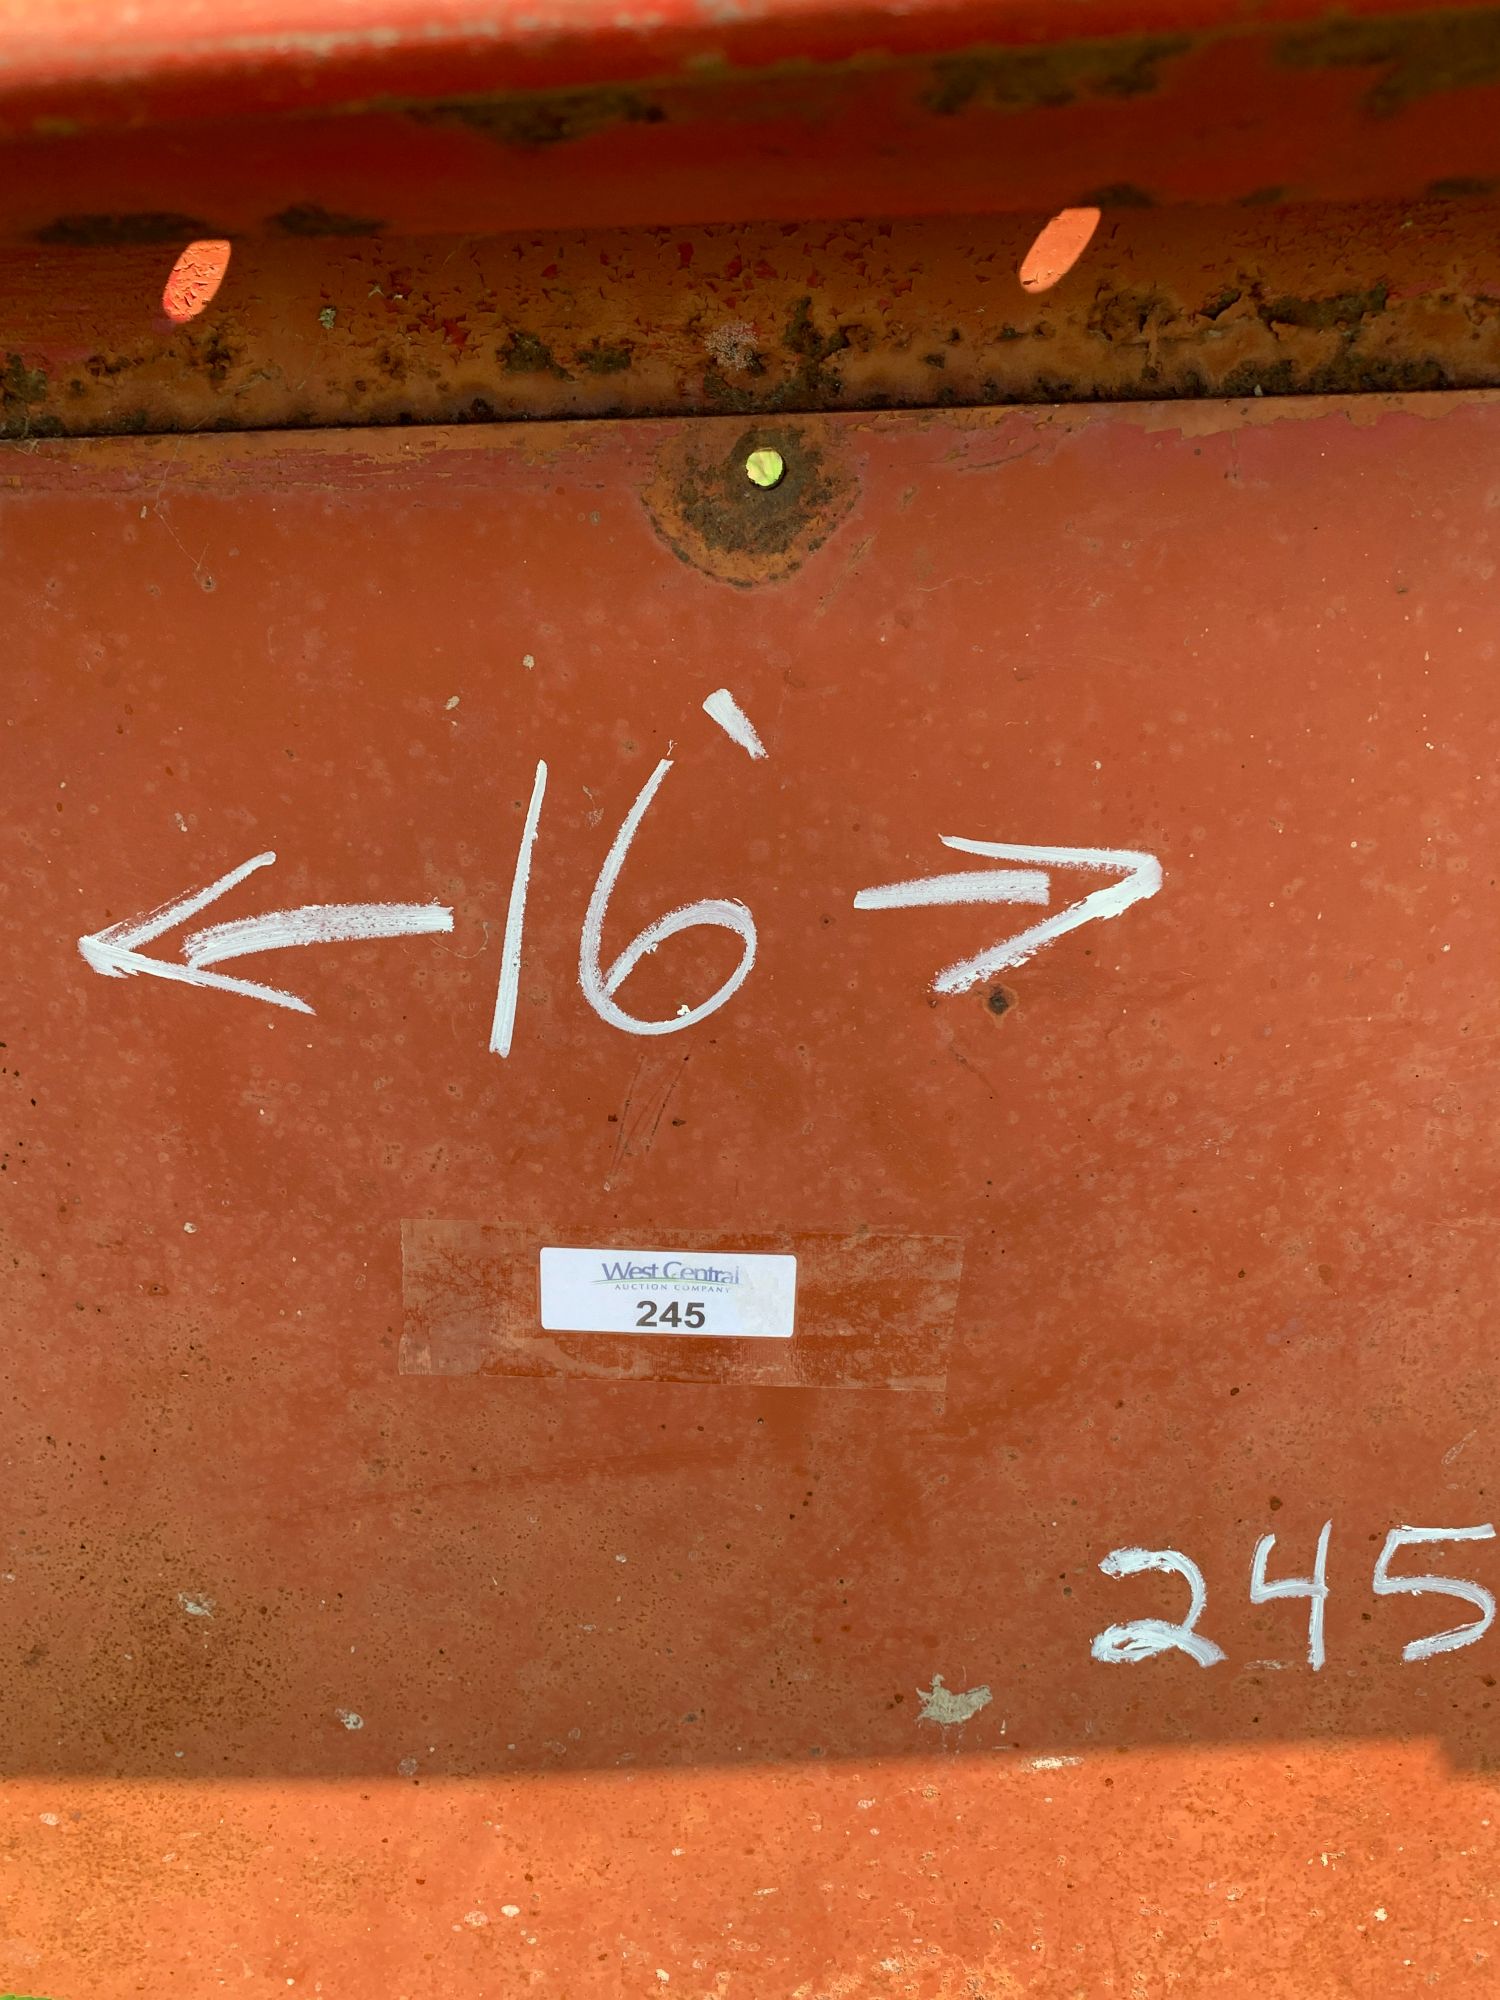 ← 16' →
West Central
AUCTION COMPANY
245
245